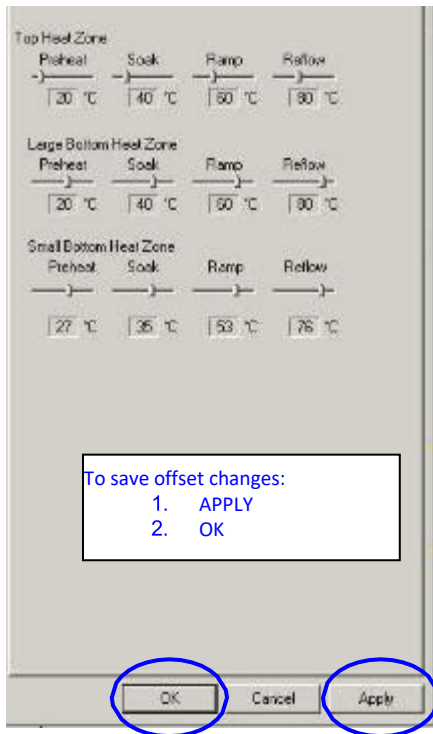 Top Heat Zone
Preheat Soak Ramp Reflow
20 °C 40 °C 60 °C 80 °C
Large Bottom Heat Zone
Preheat Soak Ramp Reflow
20 °C 40 °C 60 °C 80 °C
Small Bottom Heat Zone
Preheat Soak Ramp Reflow
27 °C 35 °C 53 °C 76 °C
To save offset changes:
1. APPLY
2. OK
OK Cancel Apply